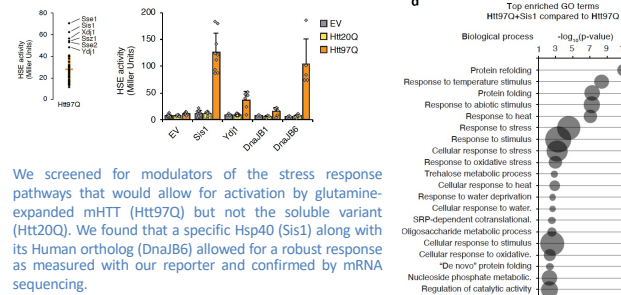 d
Top enriched GO terms
Htt97Q+Sis1 compared to Htt97Q
Biological process
-log10(p-value)
1 3 5 7 9 1
Protein refolding
Response to temperature stimulus
Protein folding
Response to abiotic stimulus
Response to heat
Response to stress
Response to stimulus
Cellular response to stress
Response to oxidative stress
Trehalose metabolic process
Cellular response to heat
Response to water derivation
Cellular response to water.
SRP-dependent cotranslational.
Oligosaccharide metabolic process
Cellular response to stimulus
Cellular response to oxidative.
"De novo" protein folding
Nucleoside phosphate metabolic.
Regulation of catalytic activity
HSE activity
(Miller Units)
80
60
40
20
0
Sse1
Sis1
Xdj1
Ssz1
Sse2
Ydj1
Htt97Q
HSE activity
(Miller Units)
200
150
100
50
0
EV
Htt20Q
Htt97Q
EV
Sis1
Ydj1
DnaJB1
DnaJB6
We screened for modulators of the stress response
pathways that would allow for activation by glutamine-
expanded mHTT (Htt97Q) but not the soluble variant
(Htt20Q). We found that a specific Hsp40 (Sis1) along with
its Human ortholog (DnaJB6) allowed for a robust response
as measured with our reporter and confirmed by mRNA
sequencing.